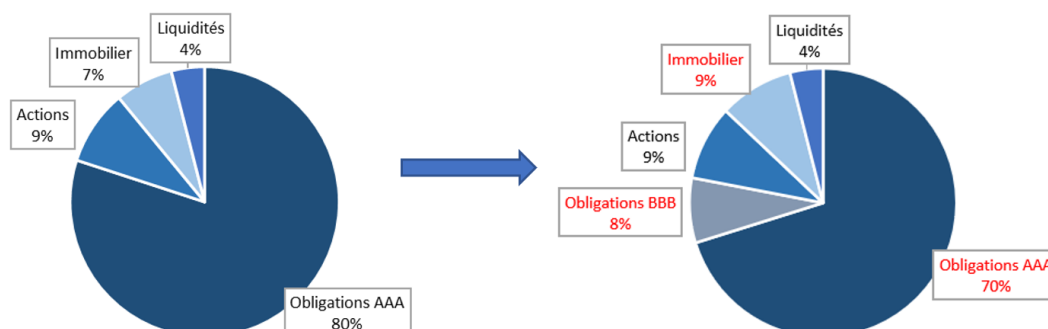 Liquidités
4%
Immobilier
7%
Actions
9%
Obligations AAA
80%
Liquidités
4%
Immobilier
9%
Actions
9%
Obligations BBB
8%
Obligations AAA
70%